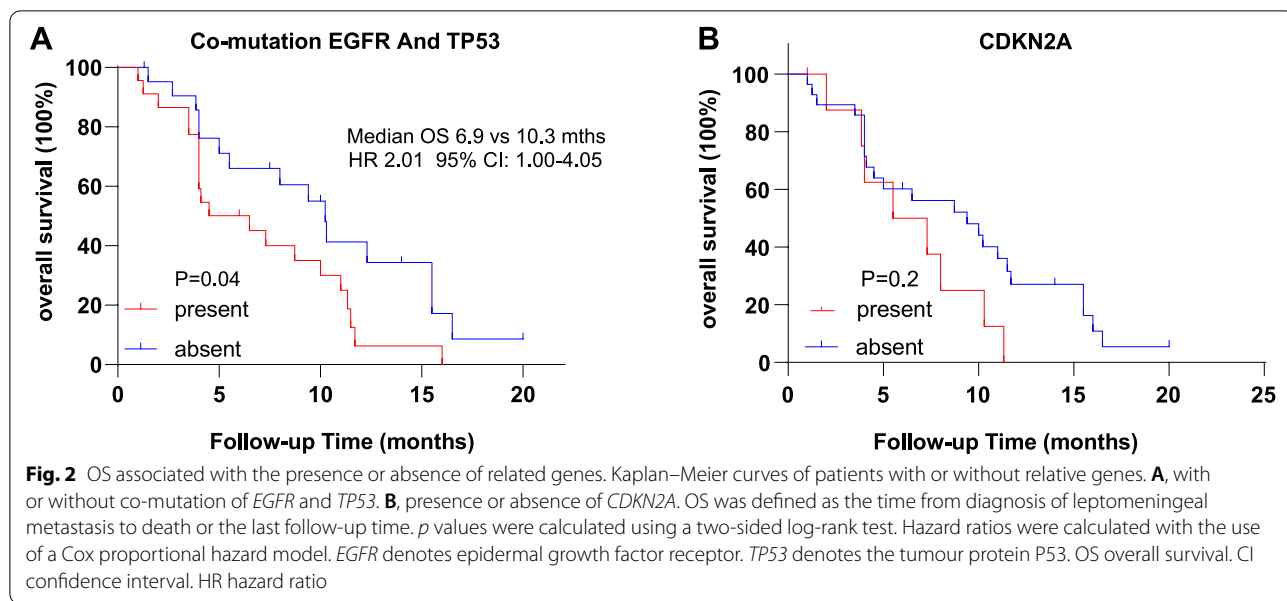 A
Co-mutation EGFR And TP53
overall survival (100%)
100
80
60
40
20
0
Median OS 6.9 vs 10.3 mths
HR 2.01 95% CI: 1.00-4.05
P=0.04
present
absent
0 5 10 15 20
Follow-up Time (months)
B
CDKN2A
overall survival (100%)
100
80
60
40
20
0
P=0.2
present
absent
0 5 10 15 20 25
Follow-up Time (months)
Fig. 2 OS associated with the presence or absence of related genes. Kaplan–Meier curves of patients with or without relative genes. A, with
or without co-mutation of EGFR and TP53. B, presence or absence of CDKN2A. OS was defined as the time from diagnosis of leptomeningeal
metastasis to death or the last follow-up time. p values were calculated using a two-sided log-rank test. Hazard ratios were calculated with the use
of a Cox proportional hazard model. EGFR denotes epidermal growth factor receptor. TP53 denotes the tumour protein P53. OS overall survival. CI
confidence interval. HR hazard ratio